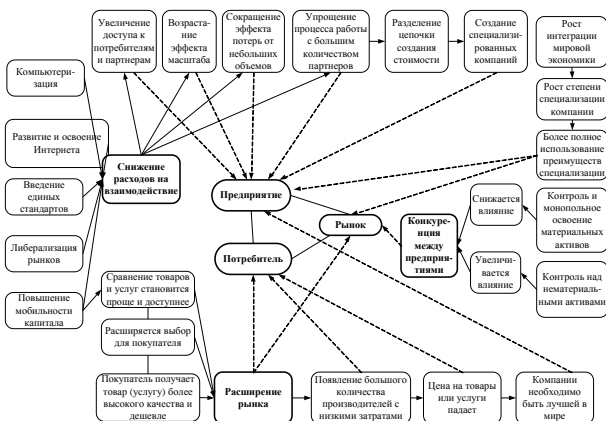 Увеличение
доступа к
потребителям
и партнерам
Возраста-
ние
эффекта
масштаба
Сокращение
эффекта
потерь от
небольших
объемов
Упрощение
процесса работы
с большим
количеством
партнеров
Разделение
цепочки
создания
стоимости
Создание
специализи-
рованных
компаний
Рост
интеграции
мировой
экономики
Рост степени
специализации
компании
Более полное
использование
преимуществ
специализации
Компьютери-
зация
Развитие и освоение
Интернета
Введение
единых
стандартов
Либерализация
рынков
Повышение
мобильности
капитала
Снижение
расходов на
взаимодействие
Предприятие
Рынок
Потребитель
Конкуре-
нция
между
предпри-
ятиями
Снижается
влияние
Увеличи-
вается
влияние
Контроль и
монопольное
освоение
материальных
активов
Контроль над
нематериаль-
ными активами
Сравнение товаров
и услуг становится
проще и доступнее
Расширяется выбор
для покупателя
Покупатель получает
товар (услугу) более
высокого качества и
дешевле
Расширение
рынка
Появление большого
количества
производителей с
низкими затратами
Цена на товары
или услуги
падает
Компании
необходимо
быть лучшей в
мире